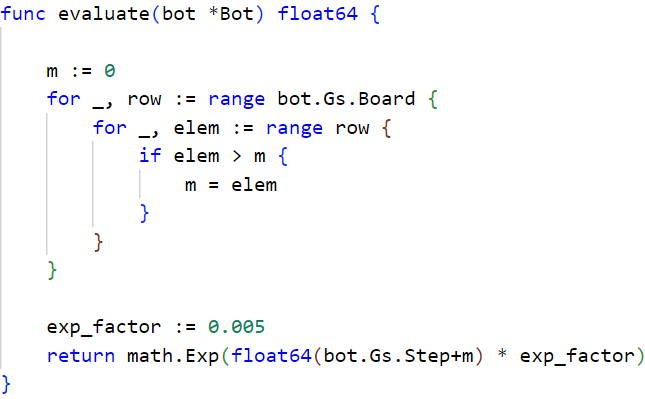 func evaluate(bot *Bot) float64 {
m := 0
for _, row := range bot.Gs.Board {
for _, elem := range row {
if elem > m {
m = elem
}
}
}
exp_factor := 0.005
return math.Exp(float64(bot.Gs.Step+m) * exp_factor)
}